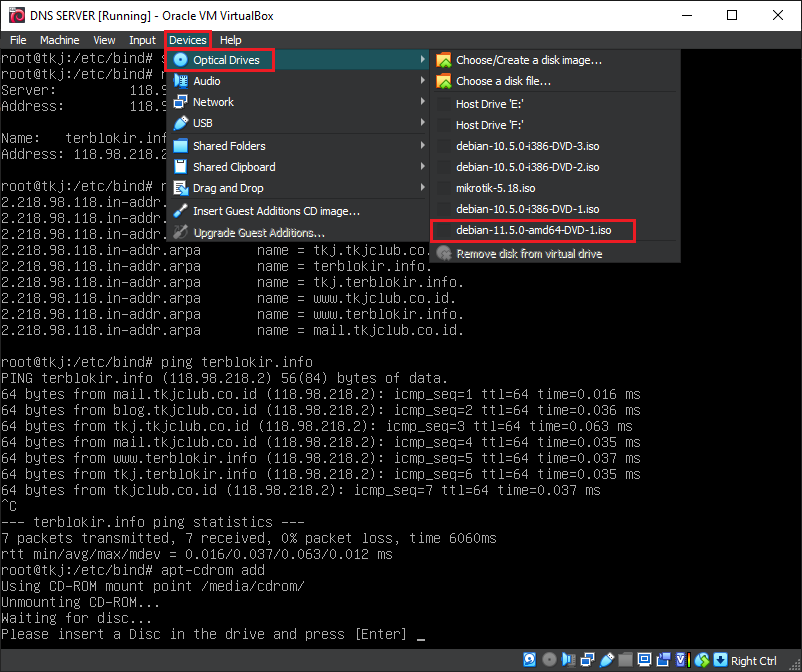 DNS SERVER [Running] - Oracle VM VirtualBox
File Machine View Input Devices Help
root@tkj:/etc/bind#
root@tkj:/etc/bind#
Server: 118.9
Address: 118.9
Name: terblokir.inf
Address: 118.98.218.2
root@tkj:/etc/bind#
2.218.98.118.in-addr.
2.218.98.118.in-addr.
2.218.98.118.in-addr.
2.218.98.118.in-addr.arpa name = tkj.tkjclub.co.
2.218.98.118.in-addr.arpa name = terblokir.info.
2.218.98.118.in-addr.arpa name = tkj.terblokir.info.
2.218.98.118.in-addr.arpa name = www.tkjclub.co.id.
2.218.98.118.in-addr.arpa name = www.terblokir.info.
2.218.98.118.in-addr.arpa name = mail.tkjclub.co.id.
Optical Drives
Audio
Network
USB
Shared Folders
Shared Clipboard
Drag and Drop
Insert Guest Additions CD image...
Upgrade Guest Additions...
Choose/Create a disk image...
Choose a disk file...
Host Drive 'E:'
Host Drive 'F:'
debian-10.5.0-i386-DVD-3.iso
debian-10.5.0-i386-DVD-2.iso
mikrotik-5.18.iso
debian-10.5.0-i386-DVD-1.iso
debian-11.5.0-amd64-DVD-1.iso
Remove disk from virtual drive
root@tkj:/etc/bind# ping terblokir.info
PING terblokir.info (118.98.218.2) 56(84) bytes of data.
64 bytes from mail.tkjclub.co.id (118.98.218.2): icmp_seq=1 ttl=64 time=0.016 ms
64 bytes from blog.tkjclub.co.id (118.98.218.2): icmp_seq=2 ttl=64 time=0.036 ms
64 bytes from tkj.tkjclub.co.id (118.98.218.2): icmp_seq=3 ttl=64 time=0.063 ms
64 bytes from mail.tkjclub.co.id (118.98.218.2): icmp_seq=4 ttl=64 time=0.035 ms
64 bytes from www.terblokir.info (118.98.218.2): icmp_seq=5 ttl=64 time=0.037 ms
64 bytes from tkj.terblokir.info (118.98.218.2): icmp_seq=6 ttl=64 time=0.035 ms
64 bytes from tkjclub.co.id (118.98.218.2): icmp_seq=7 ttl=64 time=0.037 ms
^C
--- terblokir.info ping statistics ---
7 packets transmitted, 7 received, 0% packet loss, time 6060ms
rtt min/avg/max/mdev = 0.016/0.037/0.063/0.012 ms
root@tkj:/etc/bind# apt-cdrom add
Using CD-ROM mount point /media/cdrom/
Unmounting CD-ROM...
Waiting for disc...
Please insert a Disc in the drive and press [Enter] _
Right Ctrl